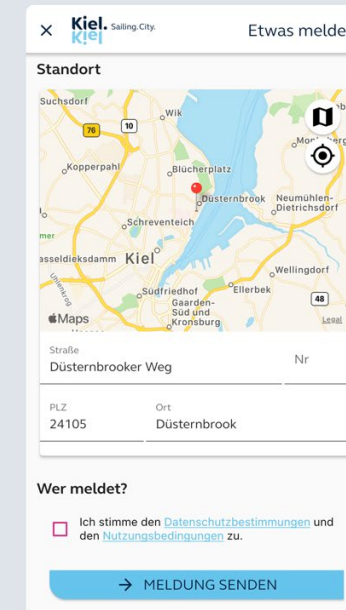 Kiel. Sailing.City.
Etwas melde
Standort
Suchsdorf
Wik
76
10
Kopperpahl
Blücherplatz
Düsternbrook
Neumühlen-
Dietrichsdorf
Schreventeich
mer
asseldieksdamm
Kiel
Wellingdorf
Südfriedhof
Ellerbek
Gaarden-
Süd und
Kronsburg
48
Maps
Legal
Straße
Düsternbrooker Weg
Nr
PLZ
24105
Ort
Düsternbrook
Wer meldet?
Ich stimme den Datenschutzbestimmungen und
den Nutzungsbedingungen zu.
→ MELDUNG SENDEN